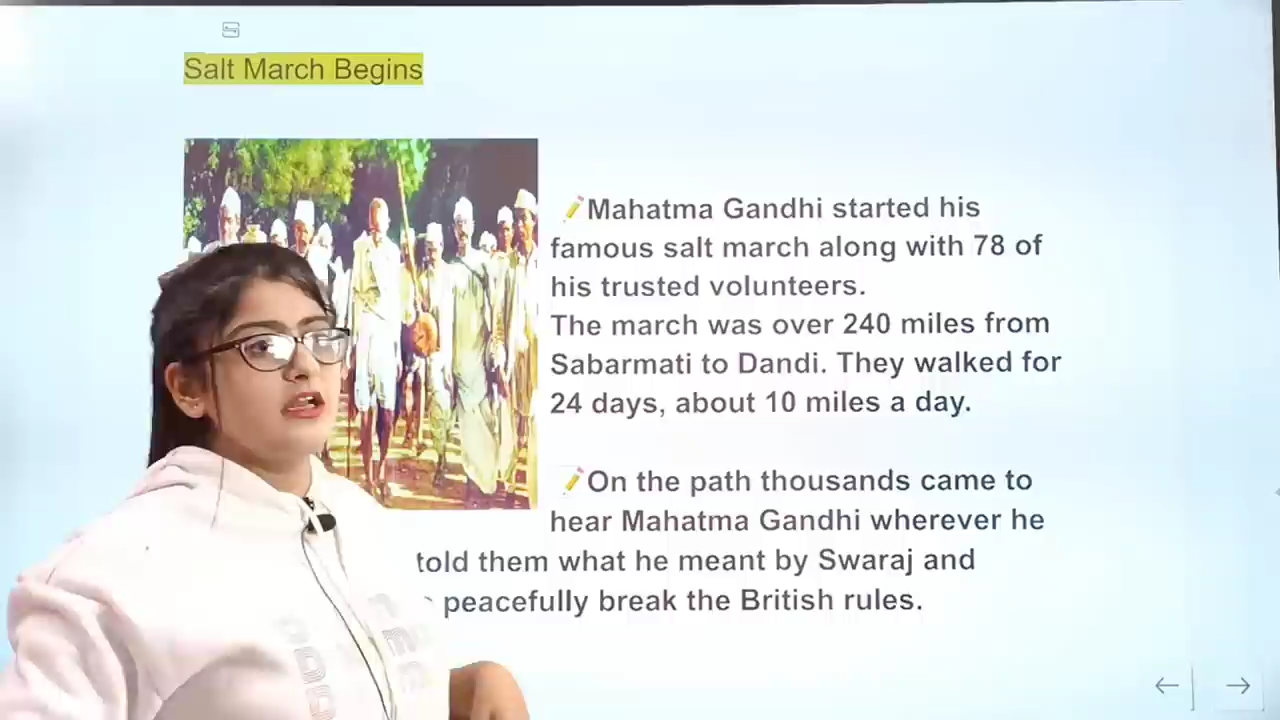 Salt March Begins
Mahatma Gandhi started his
famous salt march along with 78 of
his trusted volunteers.
The march was over 240 miles from
Sabarmati to Dandi. They walked for
24 days, about 10 miles a day.
On the path thousands came to
hear Mahatma Gandhi wherever he
told them what he meant by Swaraj and
peacefully break the British rules.